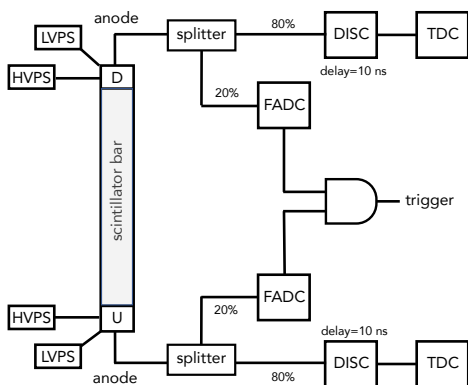 anode
LVPS
HVPS
D
splitter
80%
DISC
TDC
delay=10 ns
20%
FADC
scintillator bar
trigger
FADC
20%
HVPS
U
LVPS
anode
splitter
80%
delay=10 ns
DISC
TDC